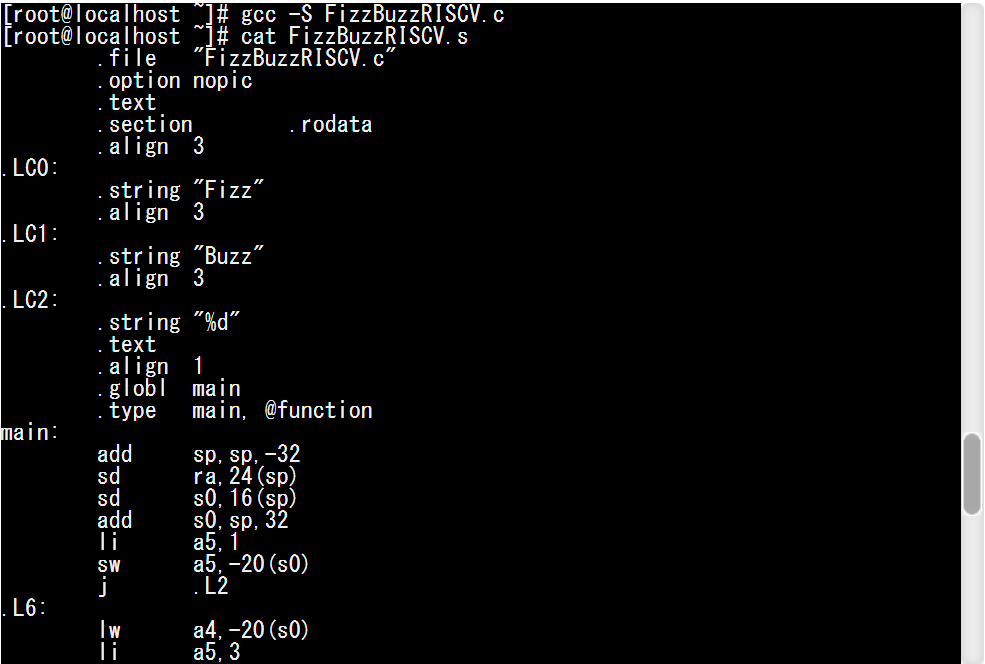 [root@localhost ~]# gcc -S FizzBuzzRISCV.c
[root@localhost ~]# cat FizzBuzzRISCV.s
        .file   "FizzBuzzRISCV.c"
        .option nopic
        .text
        .section        .rodata
        .align  3
.LC0:
        .string "Fizz"
        .align  3
.LC1:
        .string "Buzz"
        .align  3
.LC2:
        .string "%d"
        .text
        .align  1
        .globl  main
        .type   main, @function
main:
        add     sp,sp,-32
        sd      ra,24(sp)
        sd      s0,16(sp)
        add     s0,sp,32
        li      a5,1
        sw      a5,-20(s0)
        j       .L2
.L6:
        lw      a4,-20(s0)
        li      a5,3